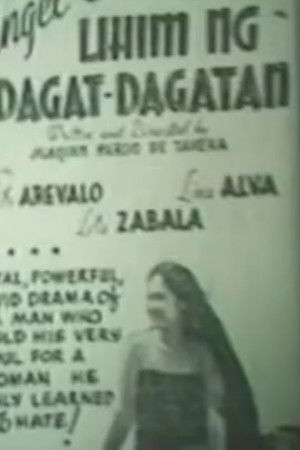 LIHIM NG
DAGAT-DAGATAN
Written and Directed by
JOAQUIN PARDO DE TAVERA
AREVALO
ALVA
ZABALA
POWERFUL,
DRAMA of
MAN WHO
HIS VERY
FOR A
HE
LEARNED
HATE!